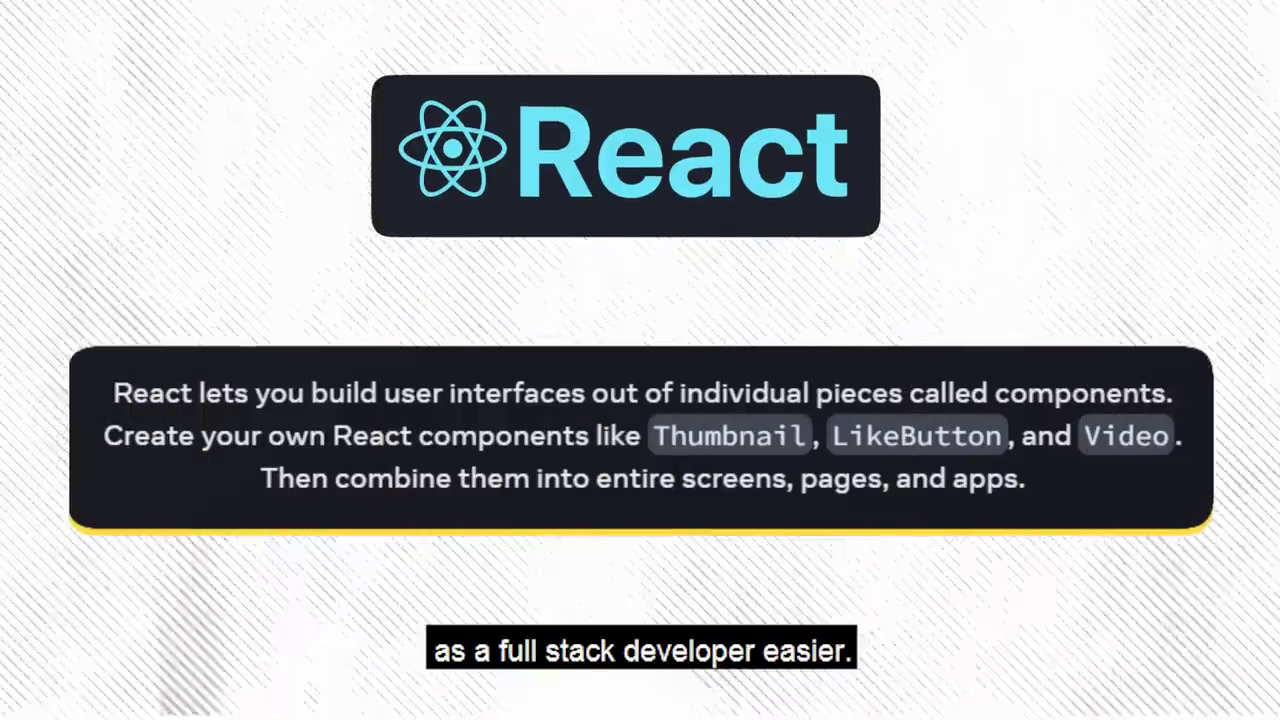 React
React lets you build user interfaces out of individual pieces called components.
Create your own React components like Thumbnail, LikeButton, and Video.
Then combine them into entire screens, pages, and apps.
as a full stack developer easier.